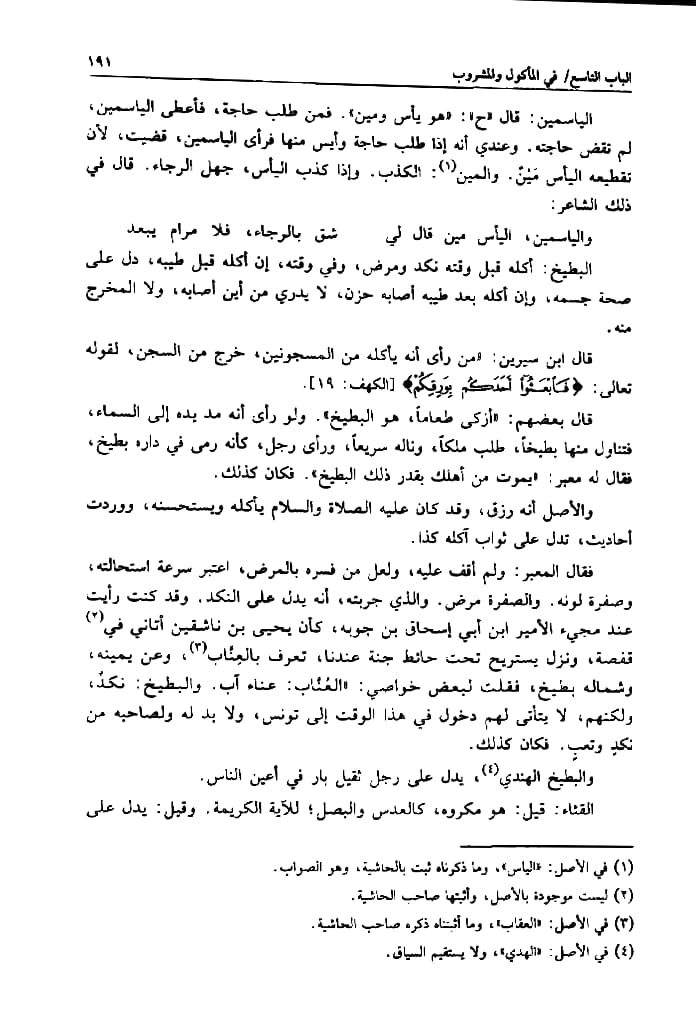 ١٩١
الباب التاسع/ في المأكول والمشروب
الياسمين: قال «ح»: «هو يأس ومين». فمن طلب حاجة، فأعطى الياسمين،
لم تقض حاجته. وعندي أنه إذا طلب حاجة وأيس منها فرأى الياسمين، قضيت، لأن
تقطيعه اليأس مَيْنٌ. والمين(١): الكذب. وإذا كذب اليأس، جهل الرجاء. قال في
ذلك الشاعر:
والياسمين، اليأس مين قال لي شق بالرجاء، فلا مرام يبعد
البطيخ: أكله قبل وقته نكد ومرض، وفي وقته، إن أكله قبل طيبه، دل على
صحة جسمه، وإن أكله بعد طيبه أصابه حزن، لا يدري من أين أصابه، ولا المخرج
منه.
قال ابن سيرين: «من رأى أنه يأكله من المسجونين، خرج من السجن، لقوله
تعالى: ﴿فَابْعَثُوا أَحَدَكُم بِوَرِقِكُمْ﴾ [الكهف: ١٩].
قال بعضهم: «أزكى طعاماً، هو البطيخ». ولو رأى أنه مد يده إلى السماء،
فتناول منها بطيخاً، طلب ملكاً، وناله سريعاً، ورأى رجل، كأنه رمى في داره بطيخ،
فقال له معبر: «يموت من أهلك بقدر ذلك البطيخ». فكان كذلك.
والأصل أنه رزق، وقد كان عليه الصلاة والسلام يأكله ويستحسنه، ووردت
أحاديث، تدل على ثواب آكله كذا.
فقال المعبر: ولم أقف عليه، ولعل من فسره بالمرض، اعتبر سرعة استحالته،
وصفرة لونه. والصفرة مرض. والذي جربته، أنه يدل على النكد. وقد كنت رأيت
عند مجيء الأمير ابن أبي إسحاق بن جوبه، كأن يحيى بن ناشقين أتاني في(٢)
قفصة، ونزل يستريح تحت حائط جنة عندنا، تعرف بالعِنَّاب(٣)، وعن يمينه،
وشماله بطيخ، فقلت لبعض خواصي: «العُنَّاب: عناء آب. والبطيخ: نكدٌ،
ولكنهم، لا يتأتى لهم دخول في هذا الوقت إلى تونس، ولا بد له ولصاحبه من
نكدٍ وتعبٍ. فكان كذلك.
والبطيخ الهندي(٤)، يدل على رجل ثقيل بار في أعين الناس.
القثاء: قيل: هو مكروه، كالعدس والبصل؛ للآية الكريمة. وقيل: يدل على
(١) في الأصل: «الياس»، وما ذكرناه ثبت بالحاشية، وهو الصواب.
(٢) ليست موجودة بالأصل، وأثبتها صاحب الحاشية.
(٣) في الأصل: «العقاب»، وما أثبتناه ذكره صاحب الحاشية.
(٤) في الأصل: «الهدي»، ولا يستقيم السياق.